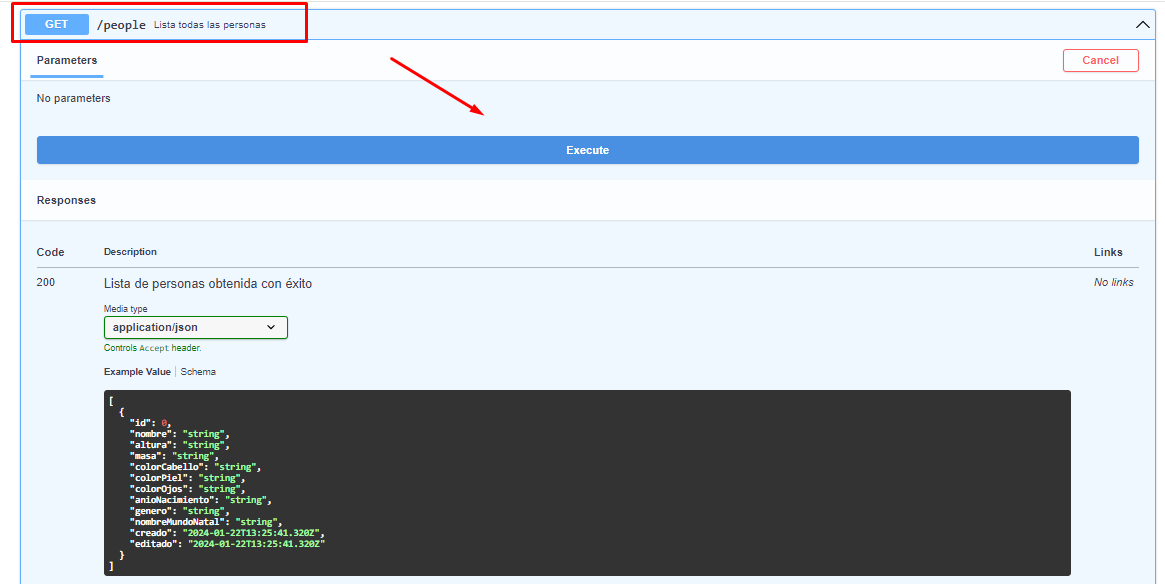 GET /people Lista todas las personas
Parameters Cancel
No parameters
Execute
Responses
Code Description Links
200 Lista de personas obtenida con éxito No links
Media type
application/json
Controls Accept header.
Example Value | Schema
[
  {
    "id": 0,
    "nombre": "string",
    "altura": "string",
    "masa": "string",
    "colorCabello": "string",
    "colorPiel": "string",
    "colorOjos": "string",
    "anioNacimiento": "string",
    "genero": "string",
    "nombreMundoNatal": "string",
    "creado": "2024-01-22T13:25:41.320Z",
    "editado": "2024-01-22T13:25:41.320Z"
  }
]